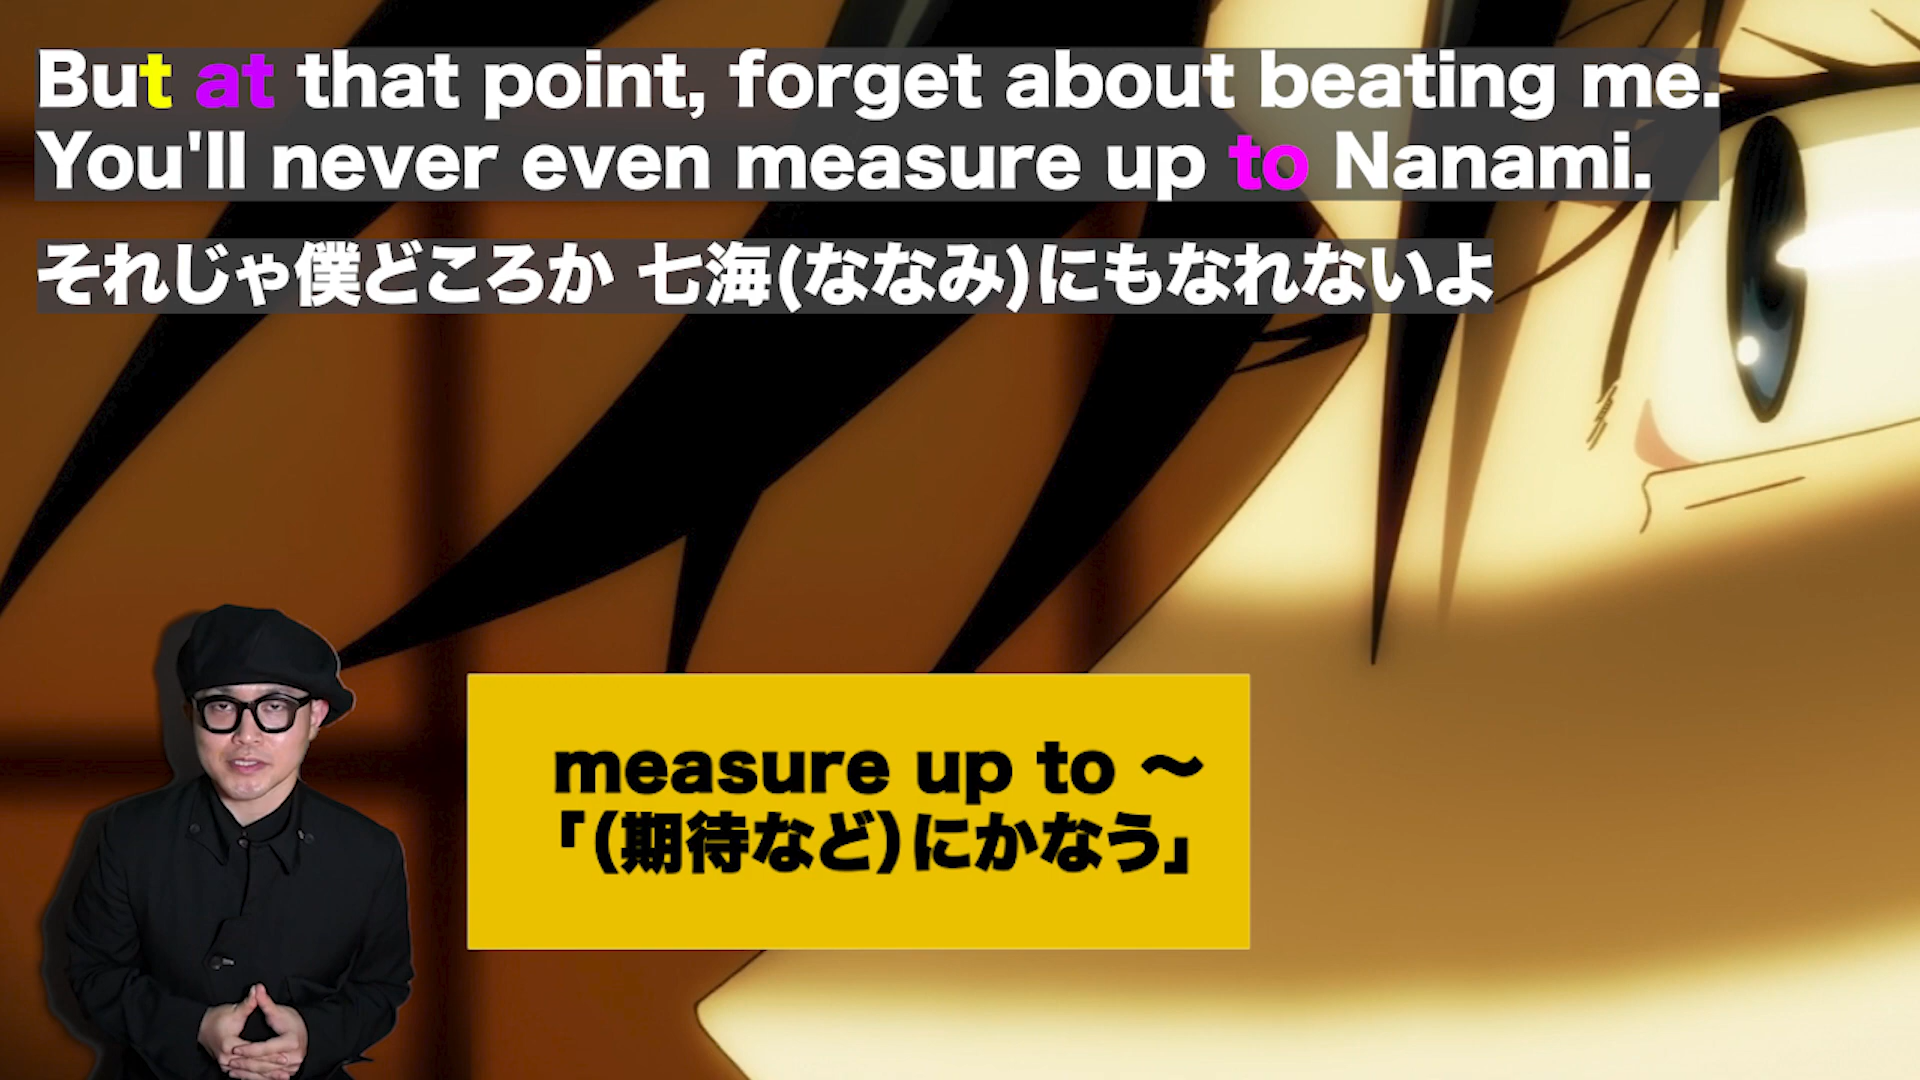 But at that point, forget about beating me.
You'll never even measure up to Nanami.
それじゃ僕どころか 七海(ななみ)にもなれないよ
measure up to 〜
「(期待など)にかなう」